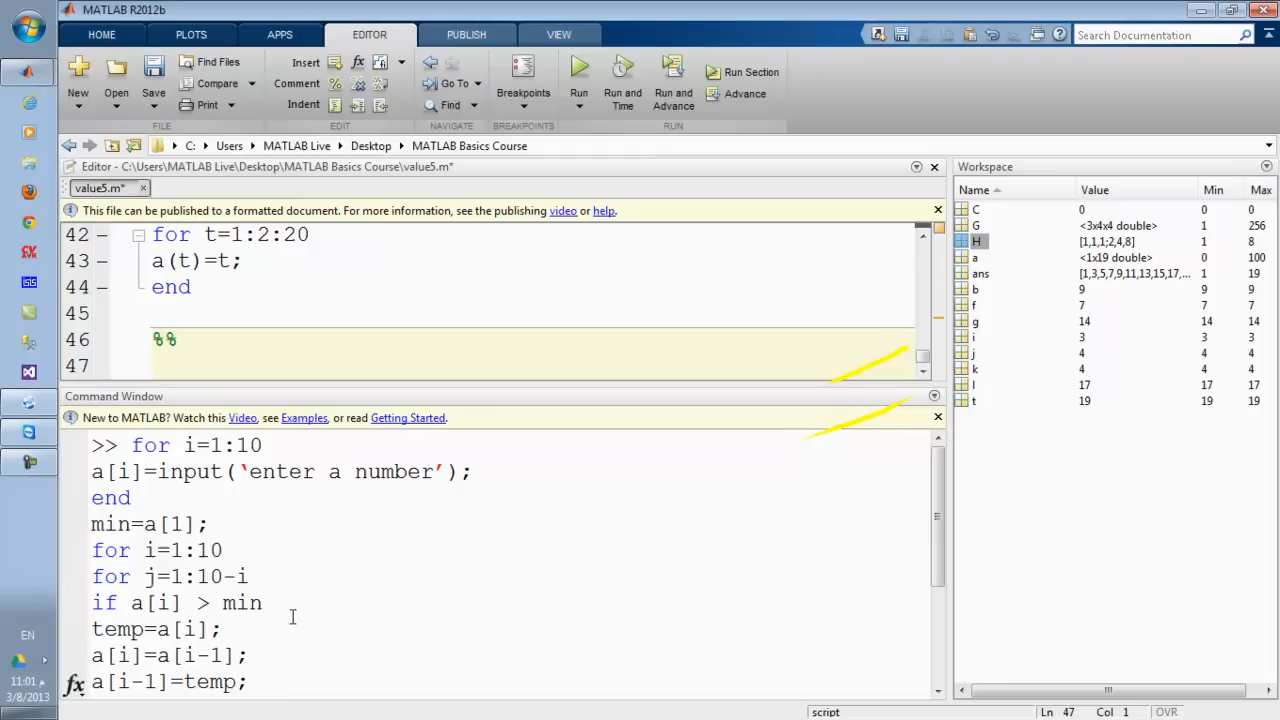 MATLAB R2012b
HOME PLOTS APPS EDITOR PUBLISH VIEW Search Documentation
New Open Save Find Files Compare Print Insert Comment Indent fx Go To Find Breakpoints Run Run and Time Run and Advance Run Section Advance
FILE EDIT NAVIGATE BREAKPOINTS RUN
C: Users MATLAB Live Desktop MATLAB Basics Course
Editor - C:\Users\MATLAB Live\Desktop\MATLAB Basics Course\value5.m*
value5.m*
This file can be published to a formatted document. For more information, see the publishing video or help.
42 – for t=1:2:20
43 – a(t)=t;
44 – end
45
46 %%
47
Command Window
New to MATLAB? Watch this Video, see Examples, or read Getting Started.
>> for i=1:10
a[i]=input(‘enter a number’);
end
min=a[1];
for i=1:10
for j=1:10-i
if a[i] > min
temp=a[i];
a[i]=a[i-1];
fx a[i-1]=temp;
Workspace
Name Value Min Max
C 0 0 0
G <3x4x4 double> 1 256
H [1,1,1;2,4,8] 1 8
a <1x19 double> 0 100
ans [1,3,5,7,9,11,13,15,17,... 1 19
b 9 9 9
f 7 7 7
g 14 14 14
i 3 3 3
j 4 4 4
k 4 4 4
l 17 17 17
t 19 19 19
script Ln 47 Col 1 OVR
EN
11:01 م
3/8/2013